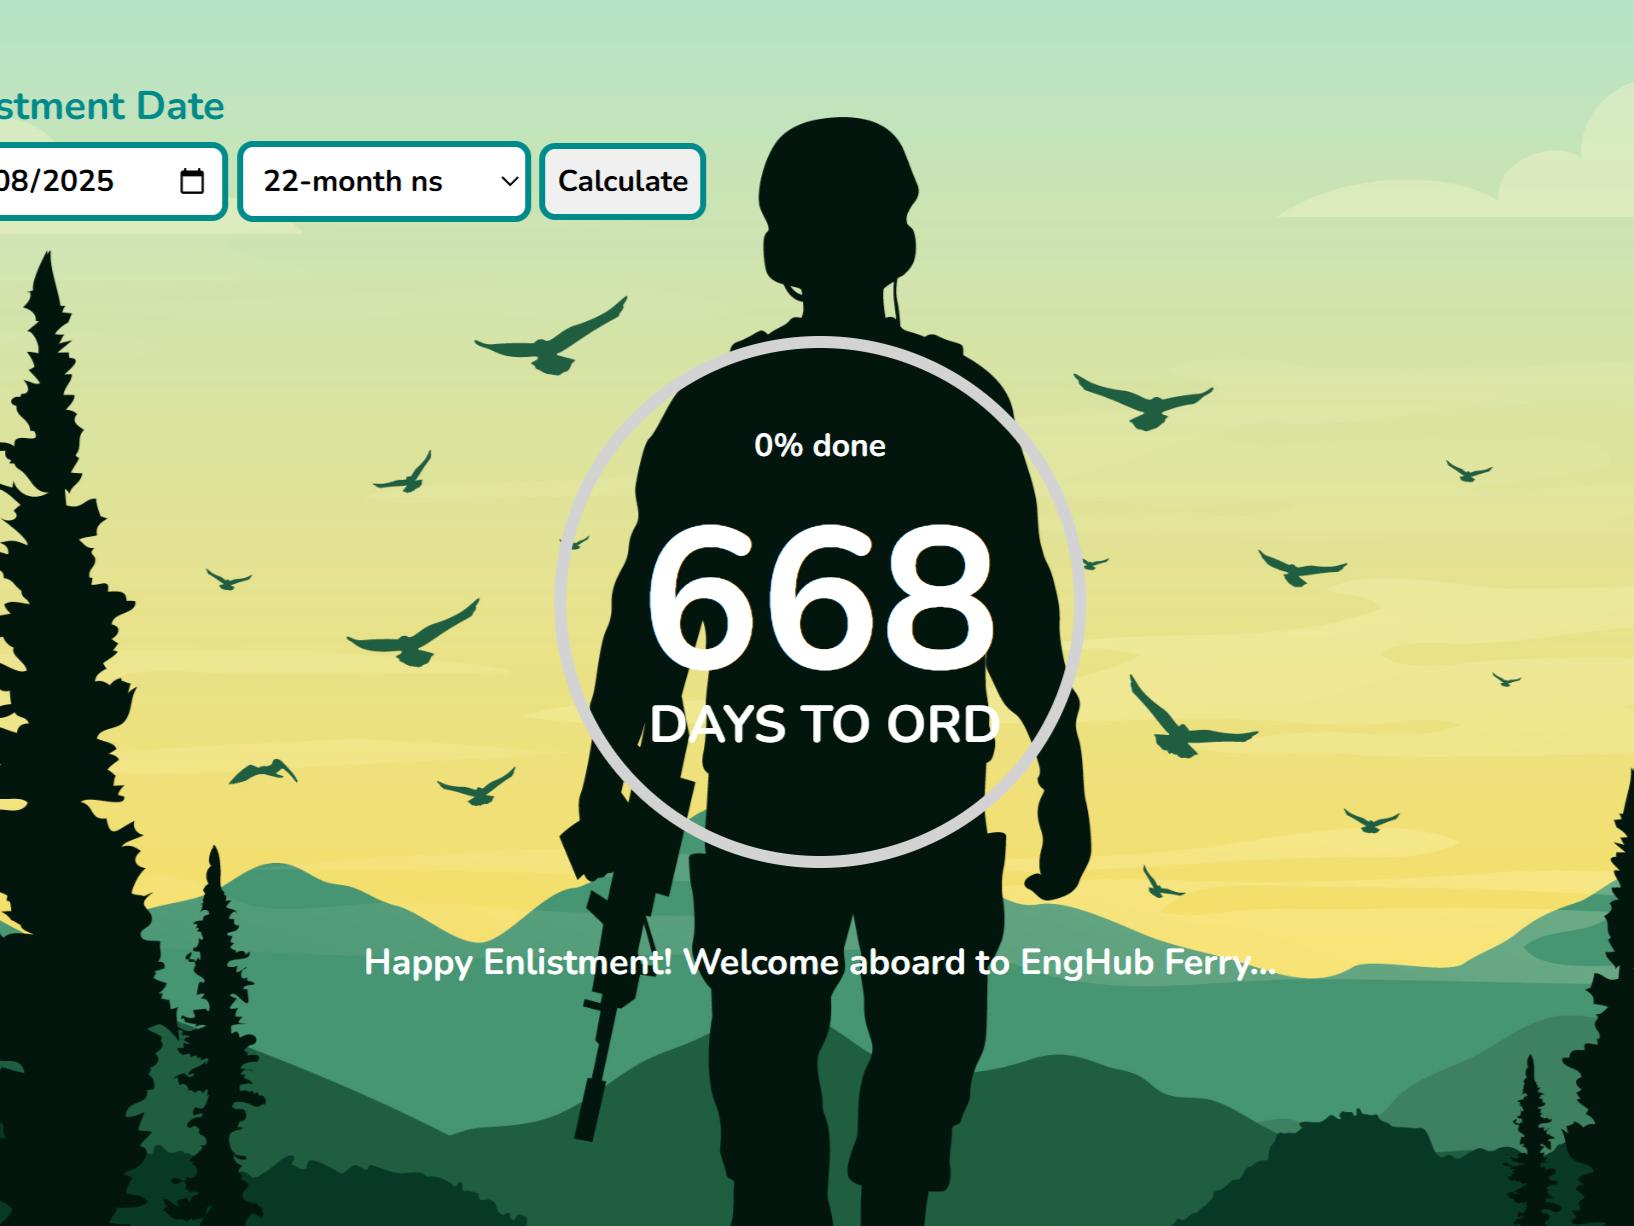 stment Date
08/2025
22-month ns
Calculate
0% done
668
DAYS TO ORD
Happy Enlistment! Welcome aboard to EngHub Ferry...